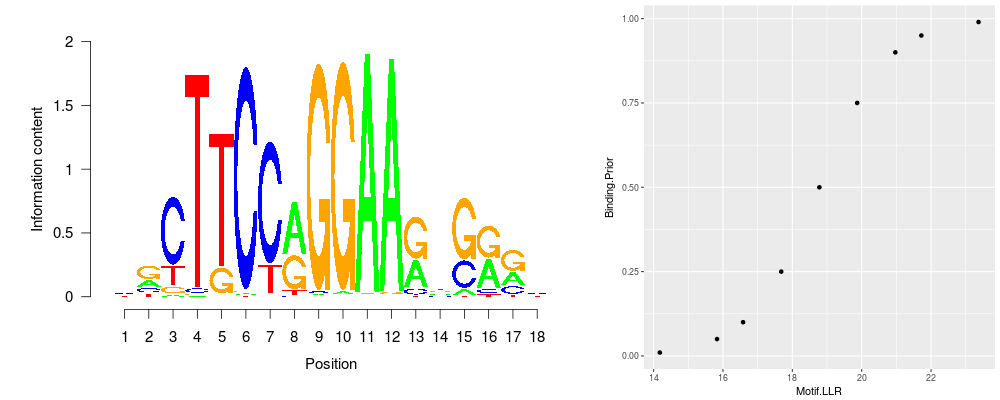 2
1.5
1
0.5
0
Information content
1 2 3 4 5 6 7 8 9 10 11 12 13 14 15 16 17 18
Position
G A
C T
T
T G
C
C T
A G
G
G
A
A
G A
G C
G A
G A
1.00
0.75
0.50
0.25
0.00
Binding.Prior
14 16 18 20 22
Motif.LLR